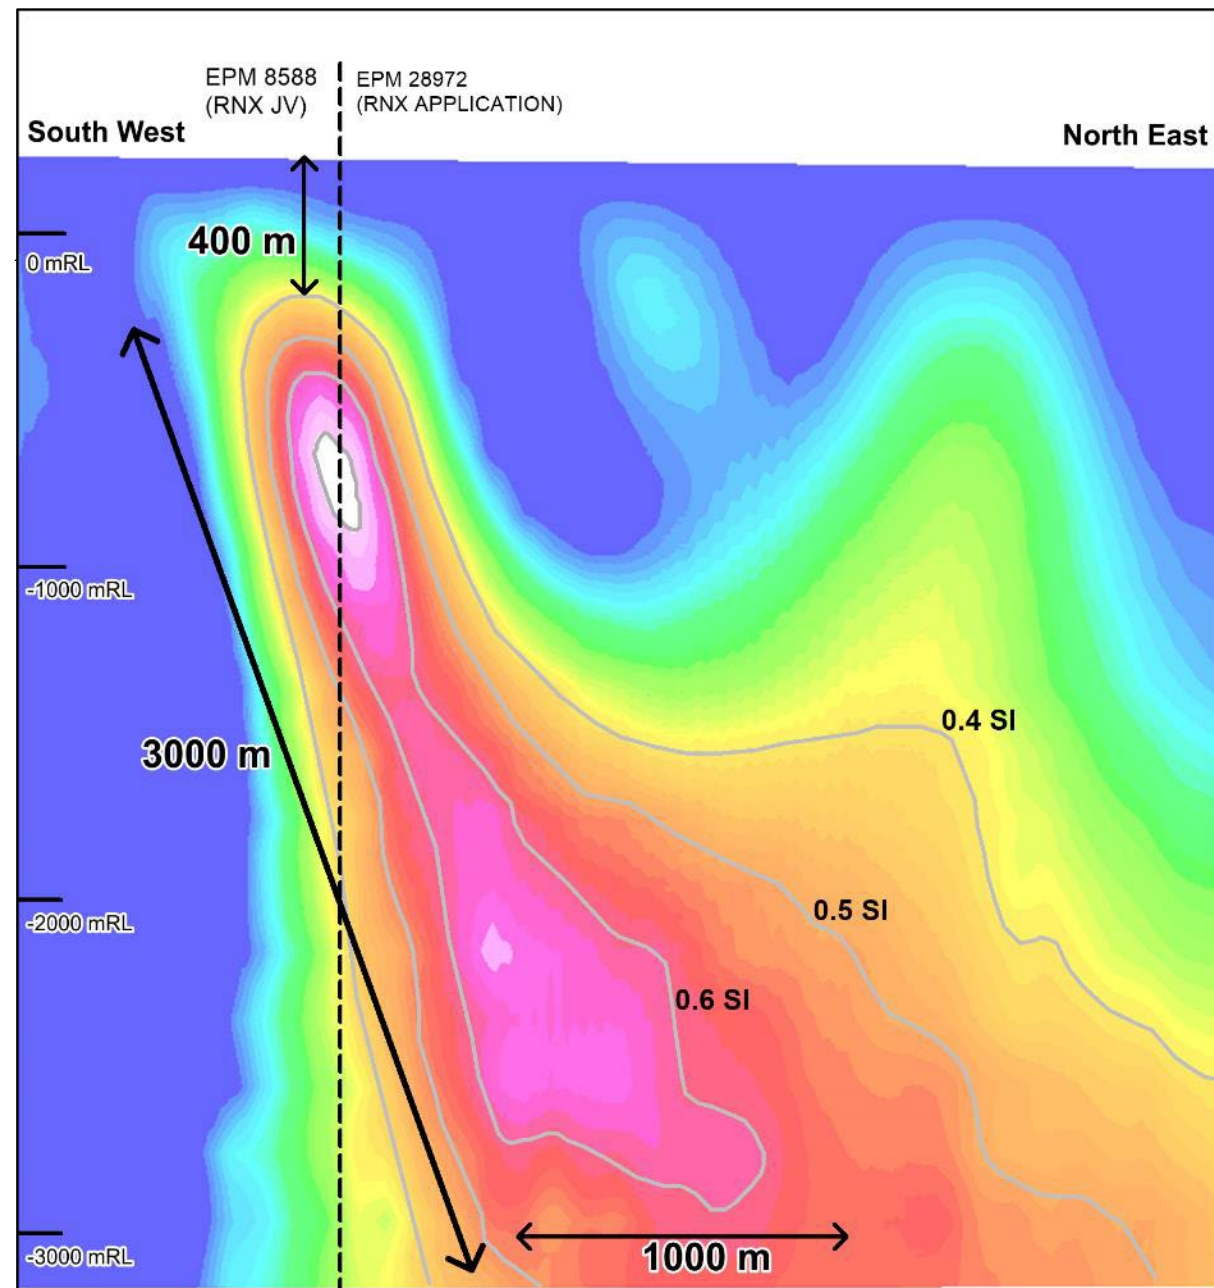 EPM 8588
(RNX JV)
EPM 28972
(RNX APPLICATION)
South West
North East
400 m
0 mRL
-1000 mRL
0.4 SI
3000 m
0.5 SI
-2000 mRL
0.6 SI
-3000 mRL
1000 m